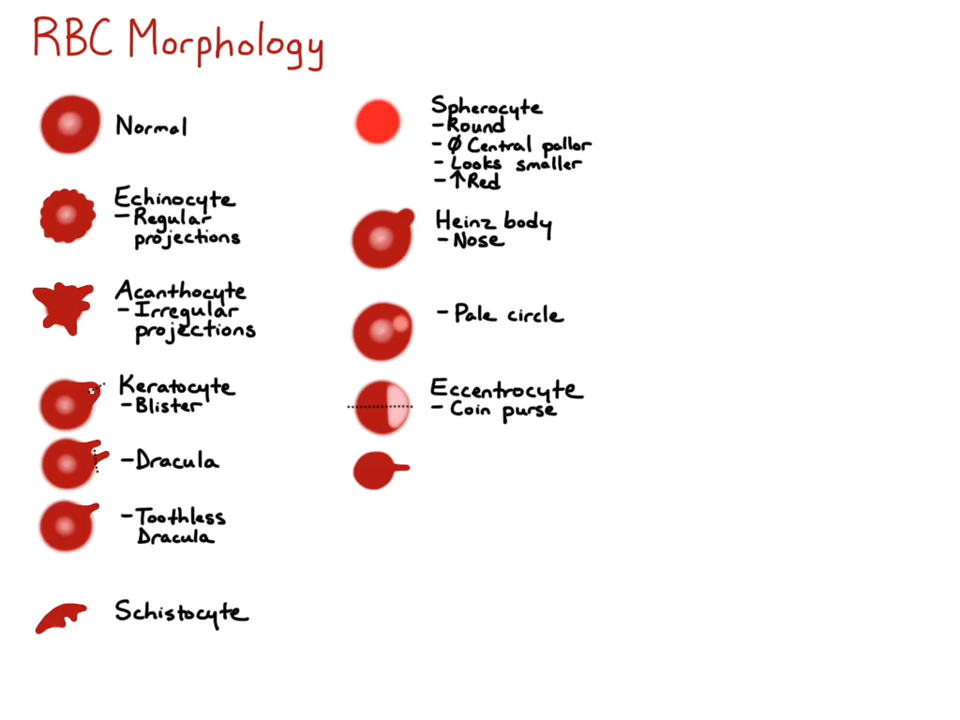 RBC Morphology
Normal
Echinocyte
- Regular
projections
Acanthocyte
- Irregular
projections
Keratocyte
- Blister
- Dracula
- Toothless
Dracula
Schistocyte
Spherocyte
- Round
- Ø Central pallor
- Looks smaller
- ↑Red
Heinz body
- Nose
- Pale circle
Eccentrocyte
- Coin purse